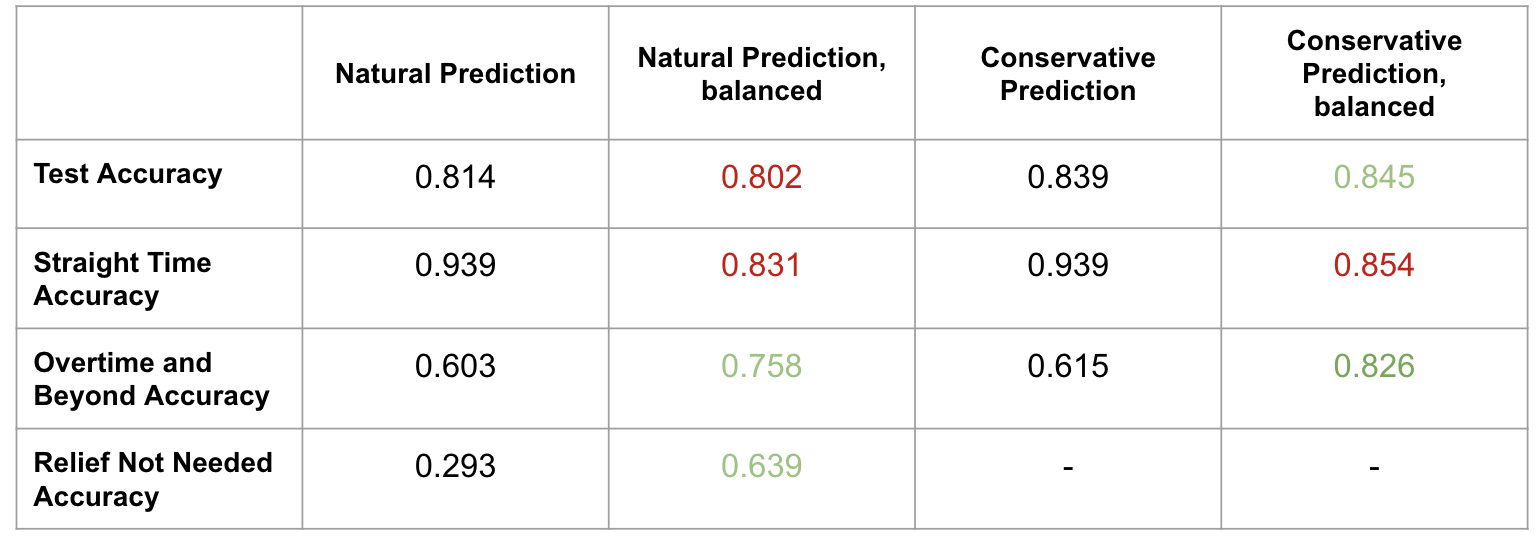 Natural Prediction
Natural Prediction,
balanced
Conservative
Prediction
Conservative
Prediction,
balanced
Test Accuracy
0.814
0.802
0.839
0.845
Straight Time
Accuracy
0.939
0.831
0.939
0.854
Overtime and
Beyond Accuracy
0.603
0.758
0.615
0.826
Relief Not Needed
Accuracy
0.293
0.639
-
-